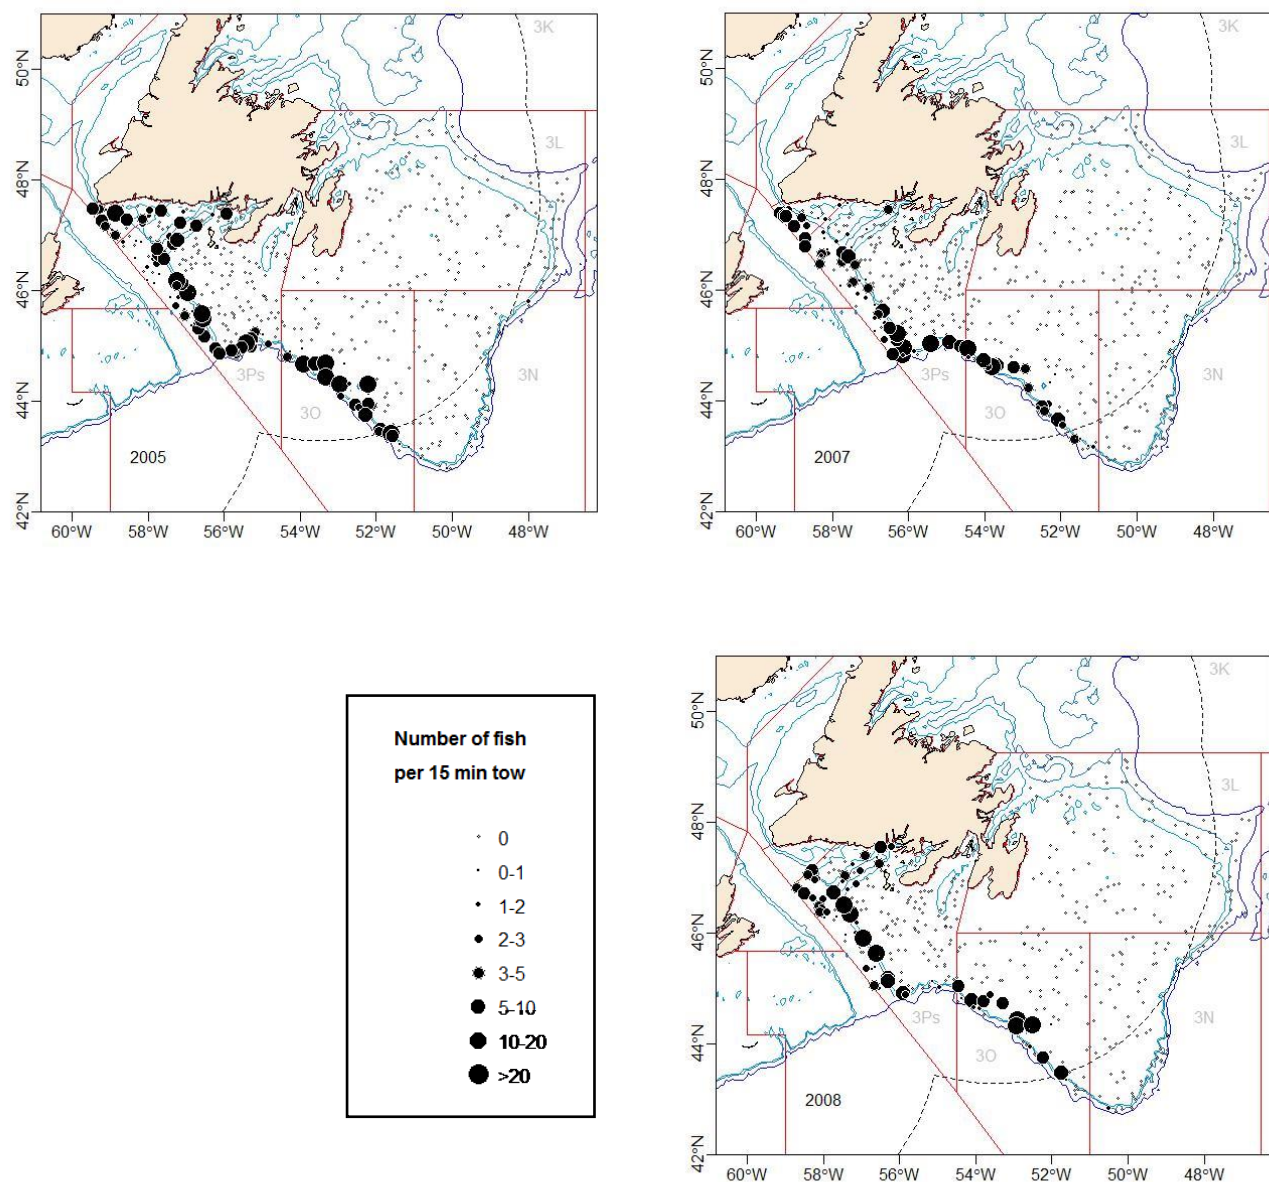 3K
3L
3N
3Ps
3O
2005
50°N
48°N
46°N
44°N
42°N
60°W
58°W
56°W
54°W
52°W
50°W
48°W
3K
3L
3N
3Ps
3O
2007
50°N
48°N
46°N
44°N
42°N
60°W
58°W
56°W
54°W
52°W
50°W
48°W
Number of fish
per 15 min tow
0
0-1
1-2
2-3
3-5
5-10
10-20
>20
3K
3L
3N
3Ps
3O
2008
50°N
48°N
46°N
44°N
42°N
60°W
58°W
56°W
54°W
52°W
50°W
48°W